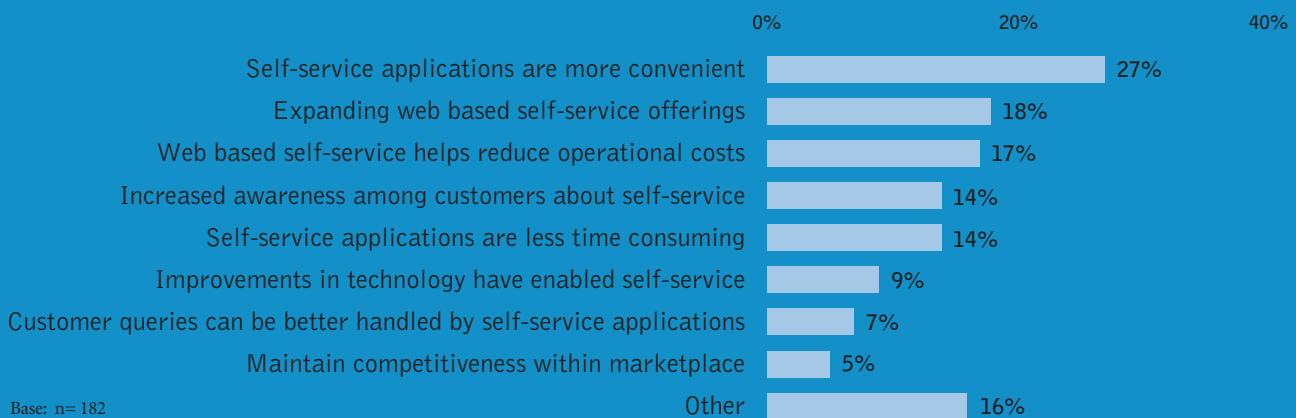 0% 20% 40%
Self-service applications are more convenient 27%
Expanding web based self-service offerings 18%
Web based self-service helps reduce operational costs 17%
Increased awareness among customers about self-service 14%
Self-service applications are less time consuming 14%
Improvements in technology have enabled self-service 9%
Customer queries can be better handled by self-service applications 7%
Maintain competitiveness within marketplace 5%
Other 16%
Base: n= 182